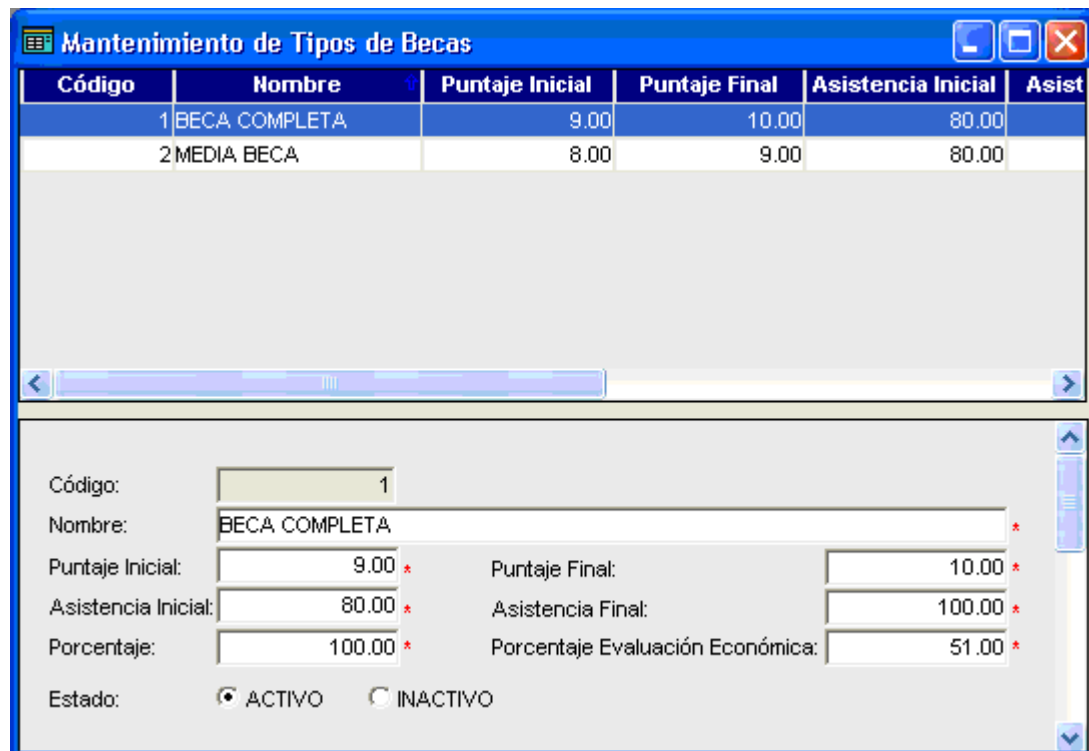 Mantenimiento de Tipos de Becas
Código Nombre Puntaje Inicial Puntaje Final Asistencia Inicial Asist
1 BECA COMPLETA 9.00 10.00 80.00
2 MEDIA BECA 8.00 9.00 80.00
Código: 1
Nombre: BECA COMPLETA *
Puntaje Inicial: 9.00 * Puntaje Final: 10.00 *
Asistencia Inicial: 80.00 * Asistencia Final: 100.00 *
Porcentaje: 100.00 * Porcentaje Evaluación Económica: 51.00 *
Estado: ACTIVO INACTIVO